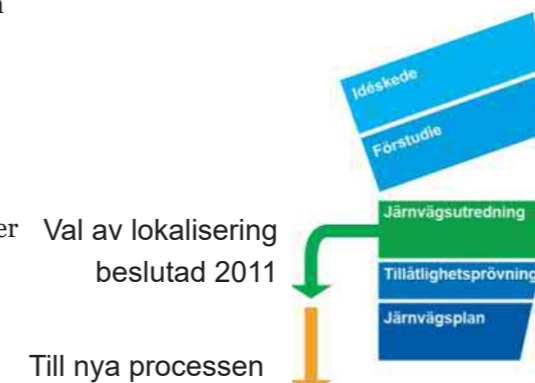 Idéskede
Förstudie
Järnvägsutredning
Val av lokalisering
beslutad 2011
Tillåtlighetsprövning
Järnvägsplan
Till nya processen